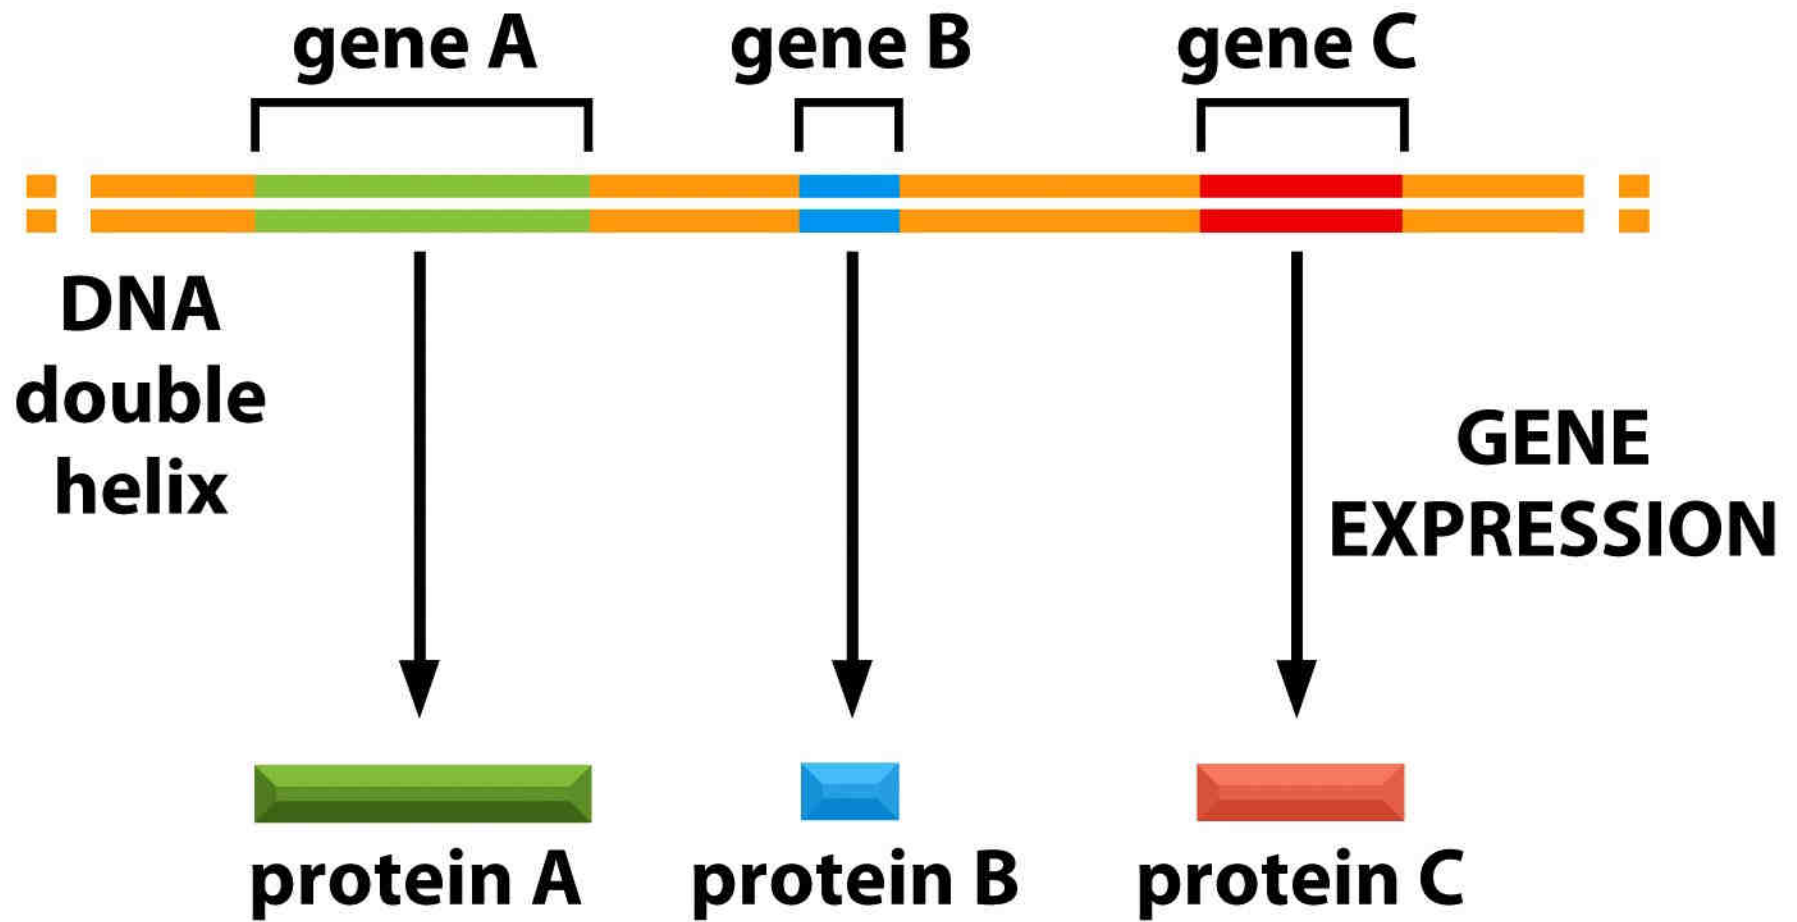 gene A
gene B
gene C
DNA
double
helix
GENE
EXPRESSION
protein A
protein B
protein C